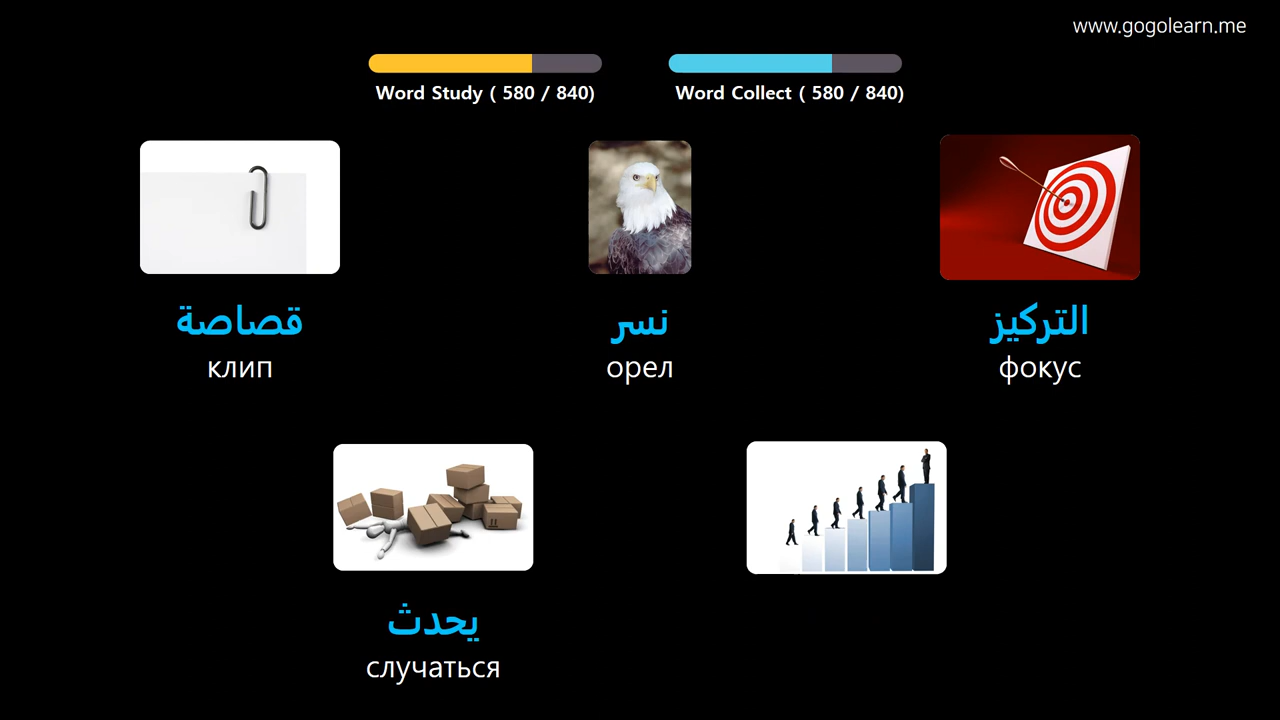 www.gogolearn.me
Word Study ( 580 / 840)
Word Collect ( 580 / 840)
قصاصة
клип
نسر
орел
التركيز
фокус
يحدث
случаться